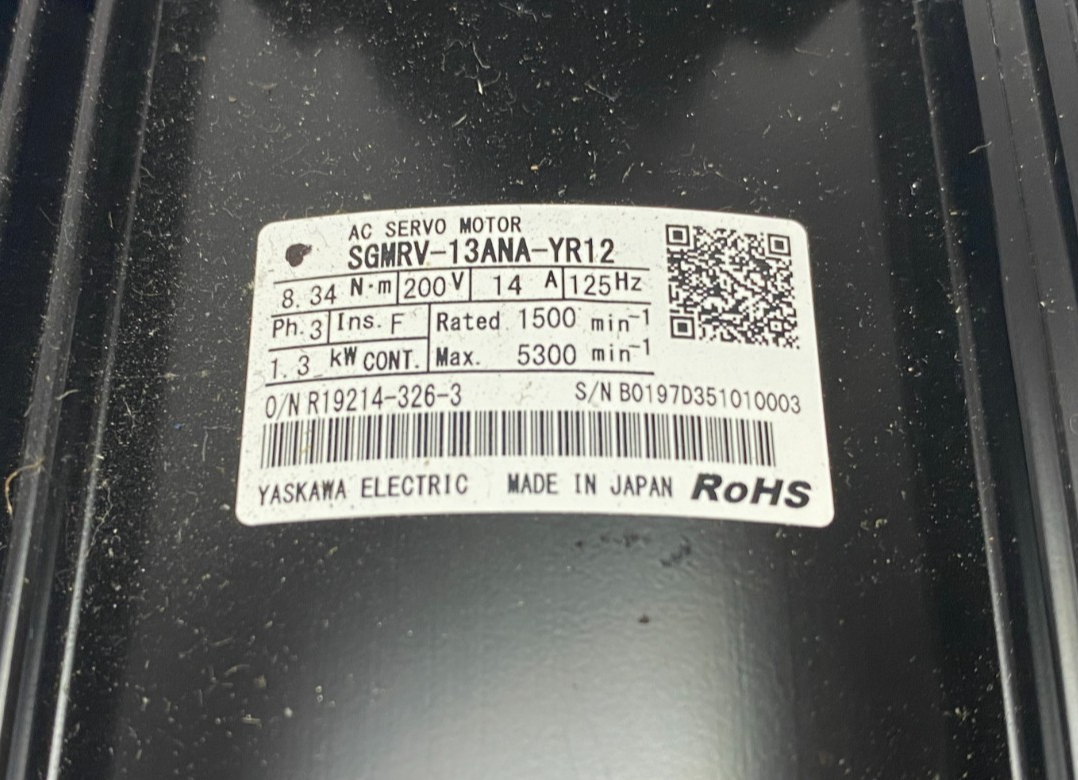 AC SERVO MOTOR
SGMRV-13ANA-YR12
8.34 N·m 200 V 14 A 125Hz
Ph. 3 Ins. F Rated 1500 min⁻¹
1.3 kW CONT. Max. 5300 min⁻¹
O/N R19214-326-3 S/N B0197D351010003
YASKAWA ELECTRIC MADE IN JAPAN RoHS